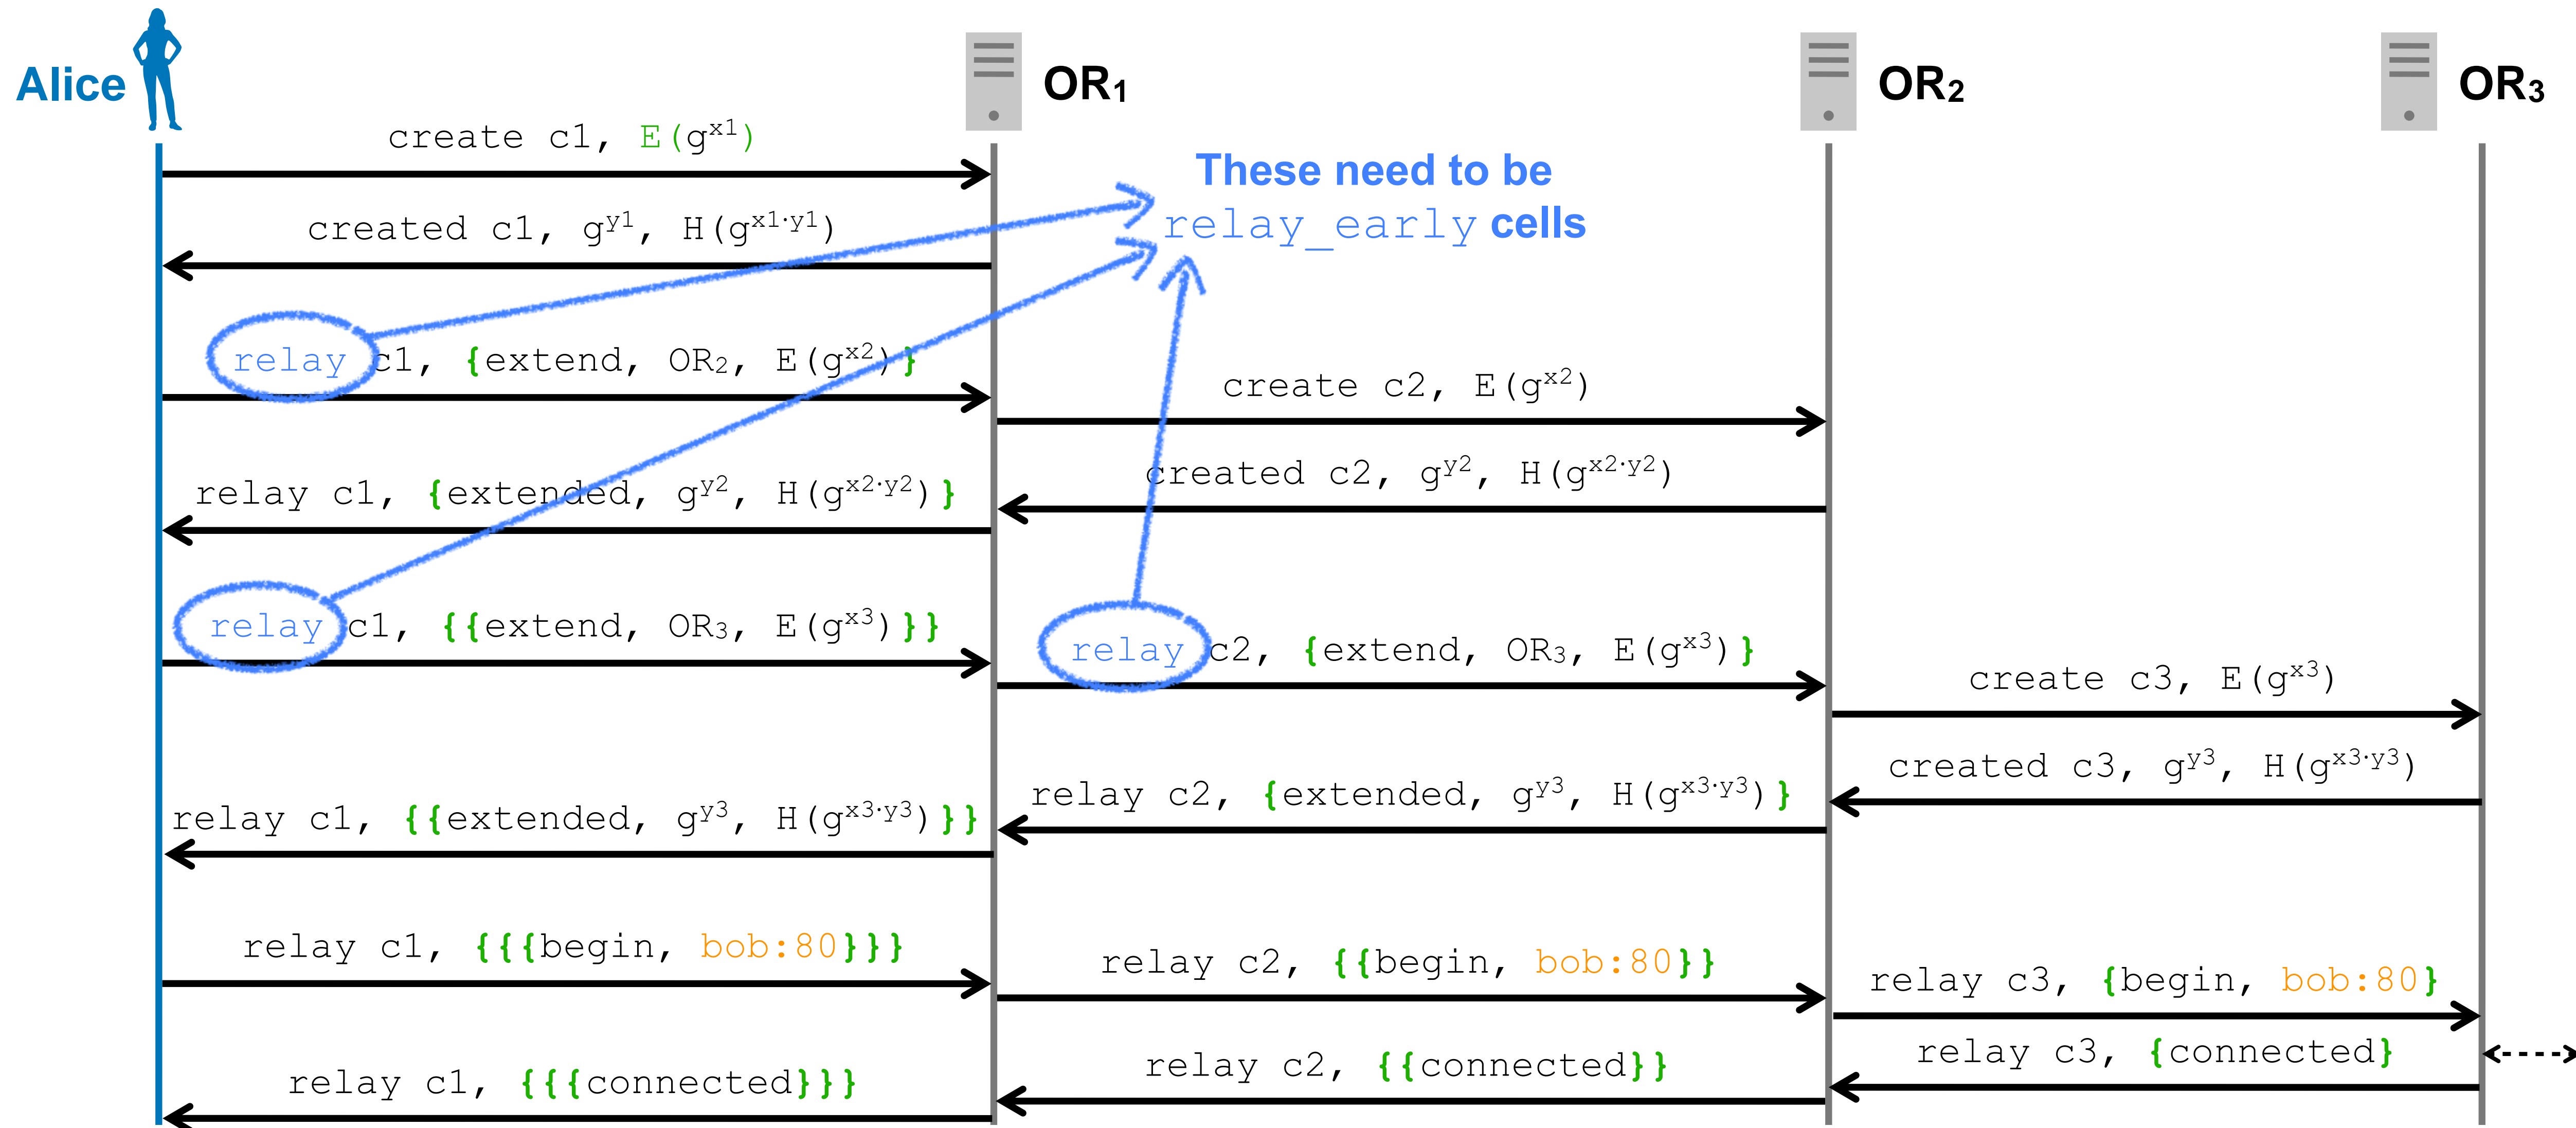 Alice
OR₁
OR₂
OR₃
create c1, E(gˣ¹)
These need to be
relay_early cells
created c1, gʸ¹, H(gˣ¹·ʸ¹)
relay c1, {extend, OR₂, E(gˣ²)}
create c2, E(gˣ²)
created c2, gʸ², H(gˣ²·ʸ²)
relay c1, {extended, gʸ², H(gˣ²·ʸ²)}
relay c1, {{extend, OR₃, E(gˣ³)}}
relay c2, {extend, OR₃, E(gˣ³)}
create c3, E(gˣ³)
created c3, gʸ³, H(gˣ³·ʸ³)
relay c2, {extended, gʸ³, H(gˣ³·ʸ³)}
relay c1, {{extended, gʸ³, H(gˣ³·ʸ³)}}
relay c1, {{{begin, bob:80}}}
relay c2, {{begin, bob:80}}
relay c3, {begin, bob:80}
relay c3, {connected}
relay c2, {{connected}}
relay c1, {{{connected}}}